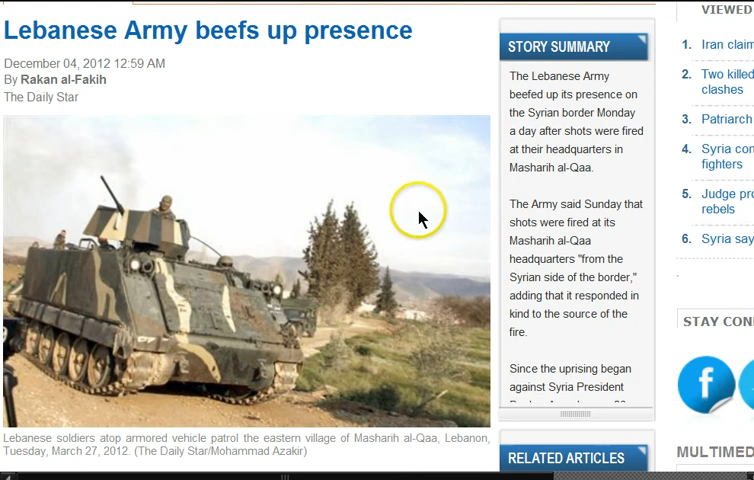 Lebanese Army beefs up presence
December 04, 2012 12:59 AM
By Rakan al-Fakih
The Daily Star
Lebanese soldiers atop armored vehicle patrol the eastern village of Masharih al-Qaa, Lebanon,
Tuesday, March 27, 2012. (The Daily Star/Mohammad Azakir)
STORY SUMMARY
The Lebanese Army
beefed up its presence on
the Syrian border Monday
a day after shots were fired
at their headquarters in
Masharih al-Qaa.
The Army said Sunday that
shots were fired at its
Masharih al-Qaa
headquarters "from the
Syrian side of the border,"
adding that it responded in
kind to the source of the
fire.
Since the uprising began
against Syria President
RELATED ARTICLES
VIEWED
1. Iran claim
2. Two killed
clashes
3. Patriarch
4. Syria con
fighters
5. Judge pro
rebels
6. Syria say
STAY CON
f
MULTIMED